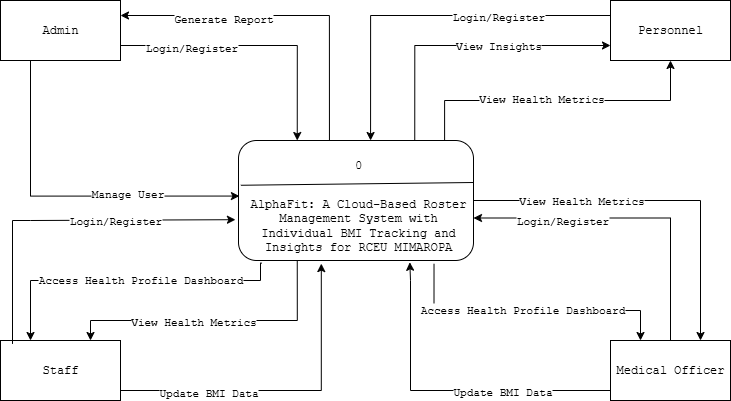 Admin
Generate Report
Login/Register
Personnel
Login/Register
View Insights
View Health Metrics
0
AlphaFit: A Cloud-Based Roster
Management System with
Individual BMI Tracking and
Insights for RCEU MIMAROPA
Manage User
Login/Register
View Health Metrics
Login/Register
Access Health Profile Dashboard
View Health Metrics
Access Health Profile Dashboard
Staff
Update BMI Data
Update BMI Data
Medical Officer